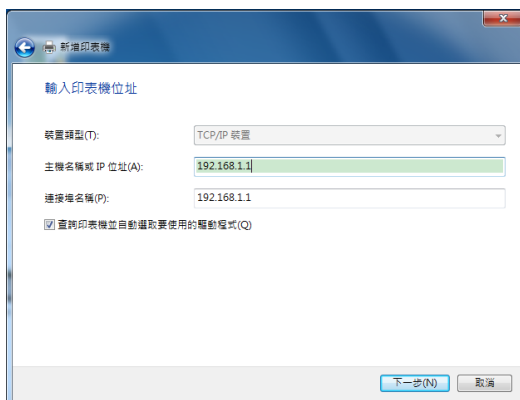 新增印表機
輸入印表機位址
裝置類型(T): TCP/IP 裝置
主機名稱或 IP 位址(A): 192.168.1.1
連接埠名稱(P): 192.168.1.1
查詢印表機並自動選取要使用的驅動程式(Q)
下一步(N) 取消